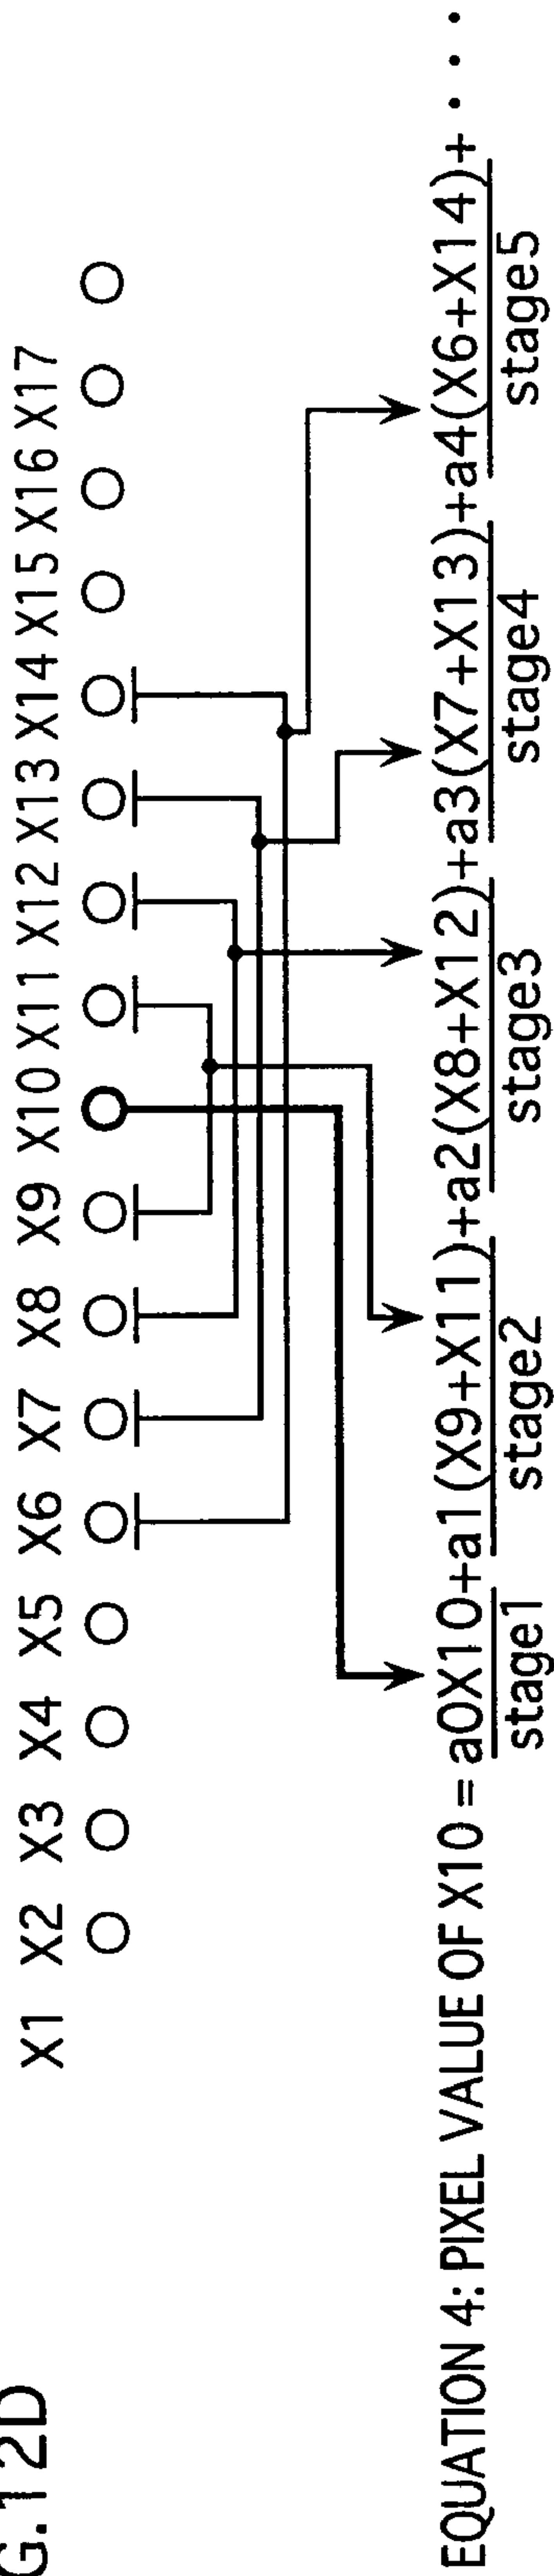 G.12D
X1 X2 X3 X4 X5 X6 X7 X8 X9 X10 X11 X12 X13 X14 X15 X16 X17
EQUATION 4: PIXEL VALUE OF X10 = a0X10+a1(X9+X11)+a2(X8+X12)+a3(X7+X13)+a4(X6+X14)+ • • •
stage1 stage2 stage3 stage4 stage5